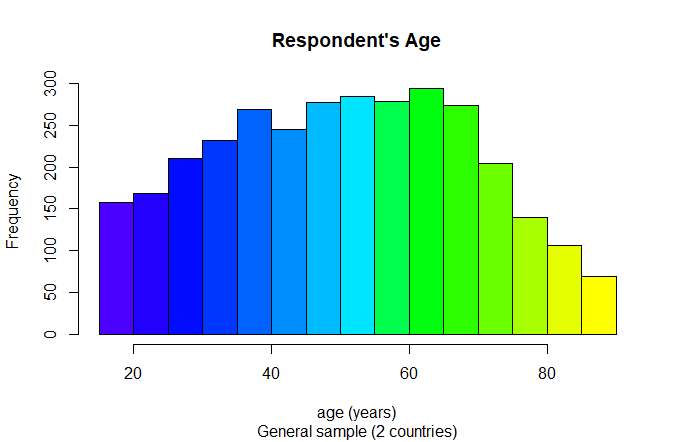 Respondent's Age
Frequency
300
250
200
150
100
50
0
20 40 60 80
age (years)
General sample (2 countries)